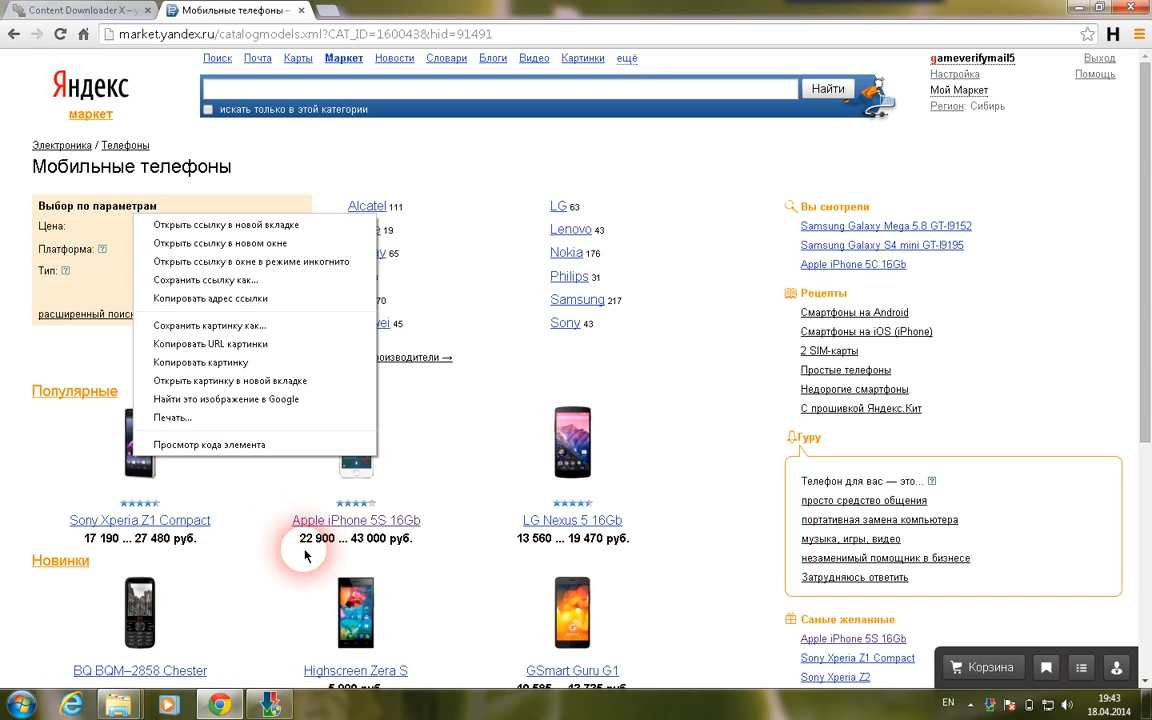 Content Downloader X – у
Мобильные телефоны –
market.yandex.ru/catalogmodels.xml?CAT_ID=160043&hid=91491
Поиск Почта Карты Маркет Новости Словари Блоги Видео Картинки ещё
gameverifymail5 Выход
Настройка Помощь
Мой Маркет
Регион: Сибирь
Яндекс
маркет
Найти
искать только в этой категории
Электроника / Телефоны
Мобильные телефоны
Выбор по параметрам
Цена:
Платформа: ?
Тип: ?
расширенный поиск
Открыть ссылку в новой вкладке
Открыть ссылку в новом окне
Открыть ссылку в окне в режиме инкогнито
Сохранить ссылку как...
Копировать адрес ссылки
Сохранить картинку как...
Копировать URL картинки
Копировать картинку
Открыть картинку в новой вкладке
Найти это изображение в Google
Печать...
Просмотр кода элемента
Alcatel 111
19
65
70
45
LG 63
Lenovo 43
Nokia 176
Philips 31
Samsung 217
Sony 43
Популярные
Sony Xperia Z1 Compact
17 190 ... 27 480 руб.
Apple iPhone 5S 16Gb
22 900 ... 43 000 руб.
LG Nexus 5 16Gb
13 560 ... 19 470 руб.
Новинки
BQ BQM–2858 Chester
Highscreen Zera S
GSmart Guru G1
Вы смотрели
Samsung Galaxy Mega 5.8 GT-I9152
Samsung Galaxy S4 mini GT-I9195
Apple iPhone 5C 16Gb
Рецепты
Смартфоны на Android
Смартфоны на iOS (iPhone)
2 SIM-карты
Простые телефоны
Недорогие смартфоны
С прошивкой Яндекс.Кит
Гуру
Телефон для вас — это... ?
просто средство общения
портативная замена компьютера
музыка, игры, видео
незаменимый помощник в бизнесе
Затрудняюсь ответить
Самые желанные
Apple iPhone 5S 16Gb
Sony Xperia Z1 Compact
Sony Xperia Z2
Корзина
EN
19:43
18.04.2014